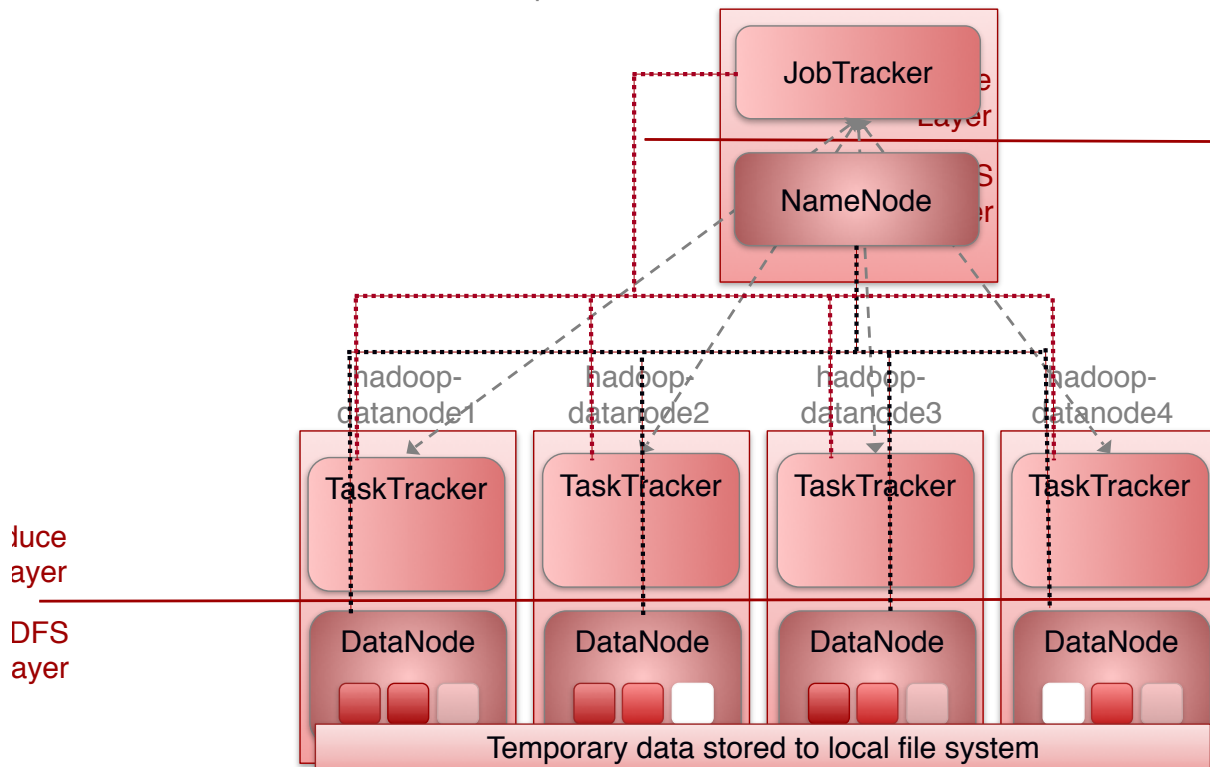 JobTracker
Layer
NameNode
hadoop-
datanode1
hadoop-
datanode2
hadoop-
datanode3
hadoop-
datanode4
TaskTracker
TaskTracker
TaskTracker
TaskTracker
duce
ayer
DFS
ayer
DataNode
DataNode
DataNode
DataNode
Temporary data stored to local file system